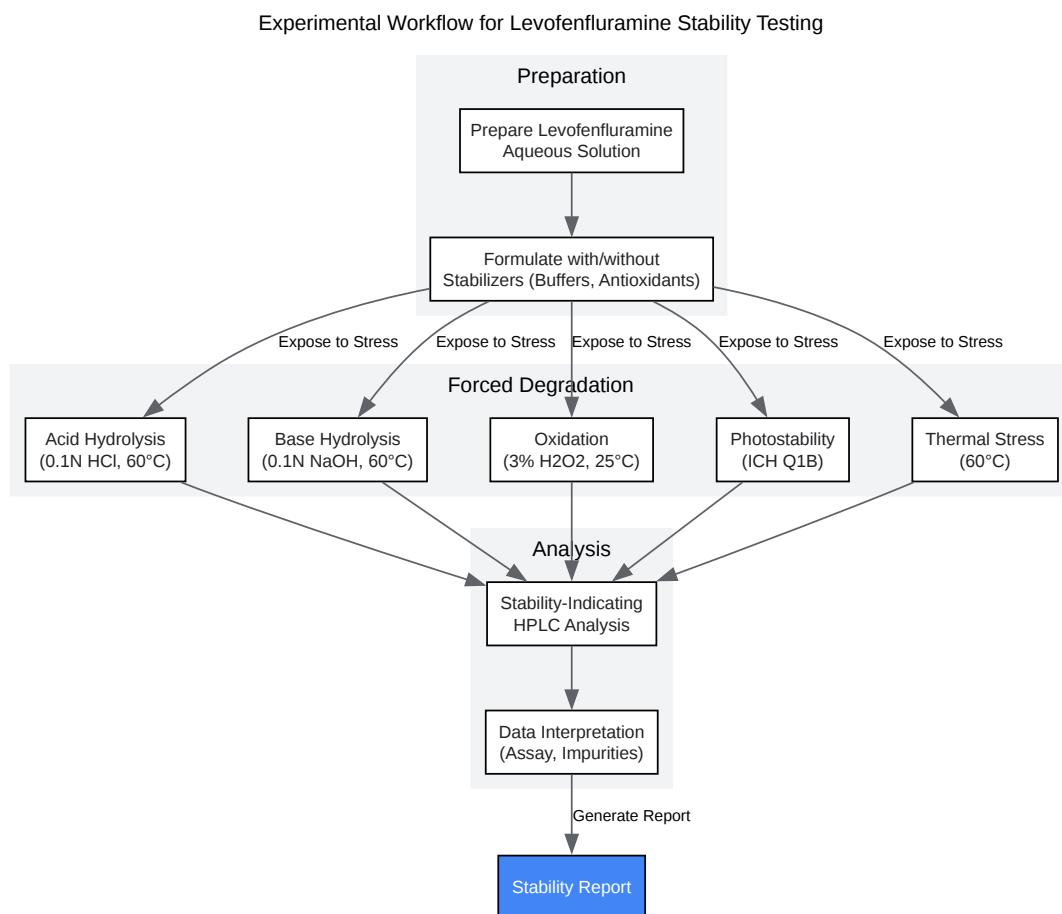 Experimental Workflow for Levofenfluramine Stability Testing
Preparation
Prepare Levofenfluramine
Aqueous Solution
Formulate with/without
Stabilizers (Buffers, Antioxidants)
Expose to Stress
Expose to Stress
Expose to Stress
Expose to Stress
Expose to Stress
Forced Degradation
Acid Hydrolysis
(0.1N HCl, 60°C)
Base Hydrolysis
(0.1N NaOH, 60°C)
Oxidation
(3% H2O2, 25°C)
Photostability
(ICH Q1B)
Thermal Stress
(60°C)
Analysis
Stability-Indicating
HPLC Analysis
Data Interpretation
(Assay, Impurities)
Generate Report
Stability Report